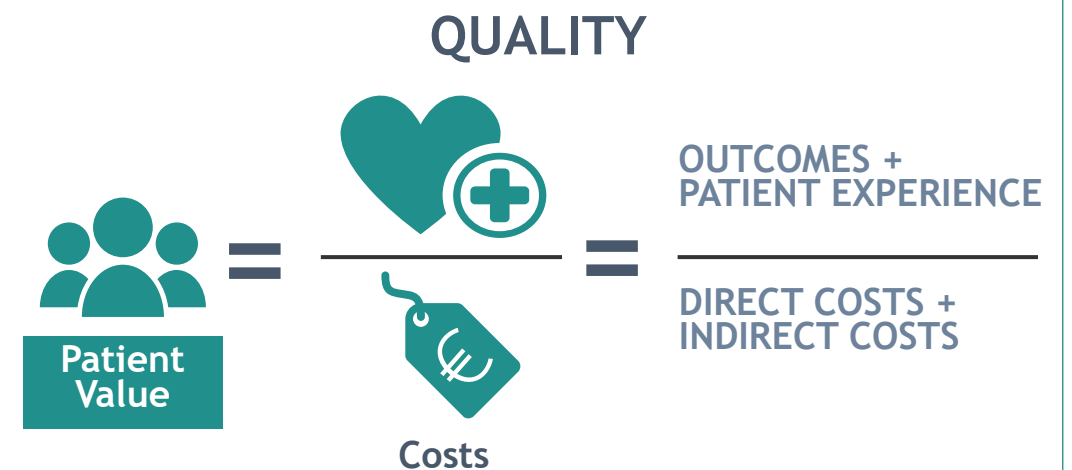 QUALITY
Patient
Value
=
€
Costs
=
OUTCOMES +
PATIENT EXPERIENCE
DIRECT COSTS +
INDIRECT COSTS